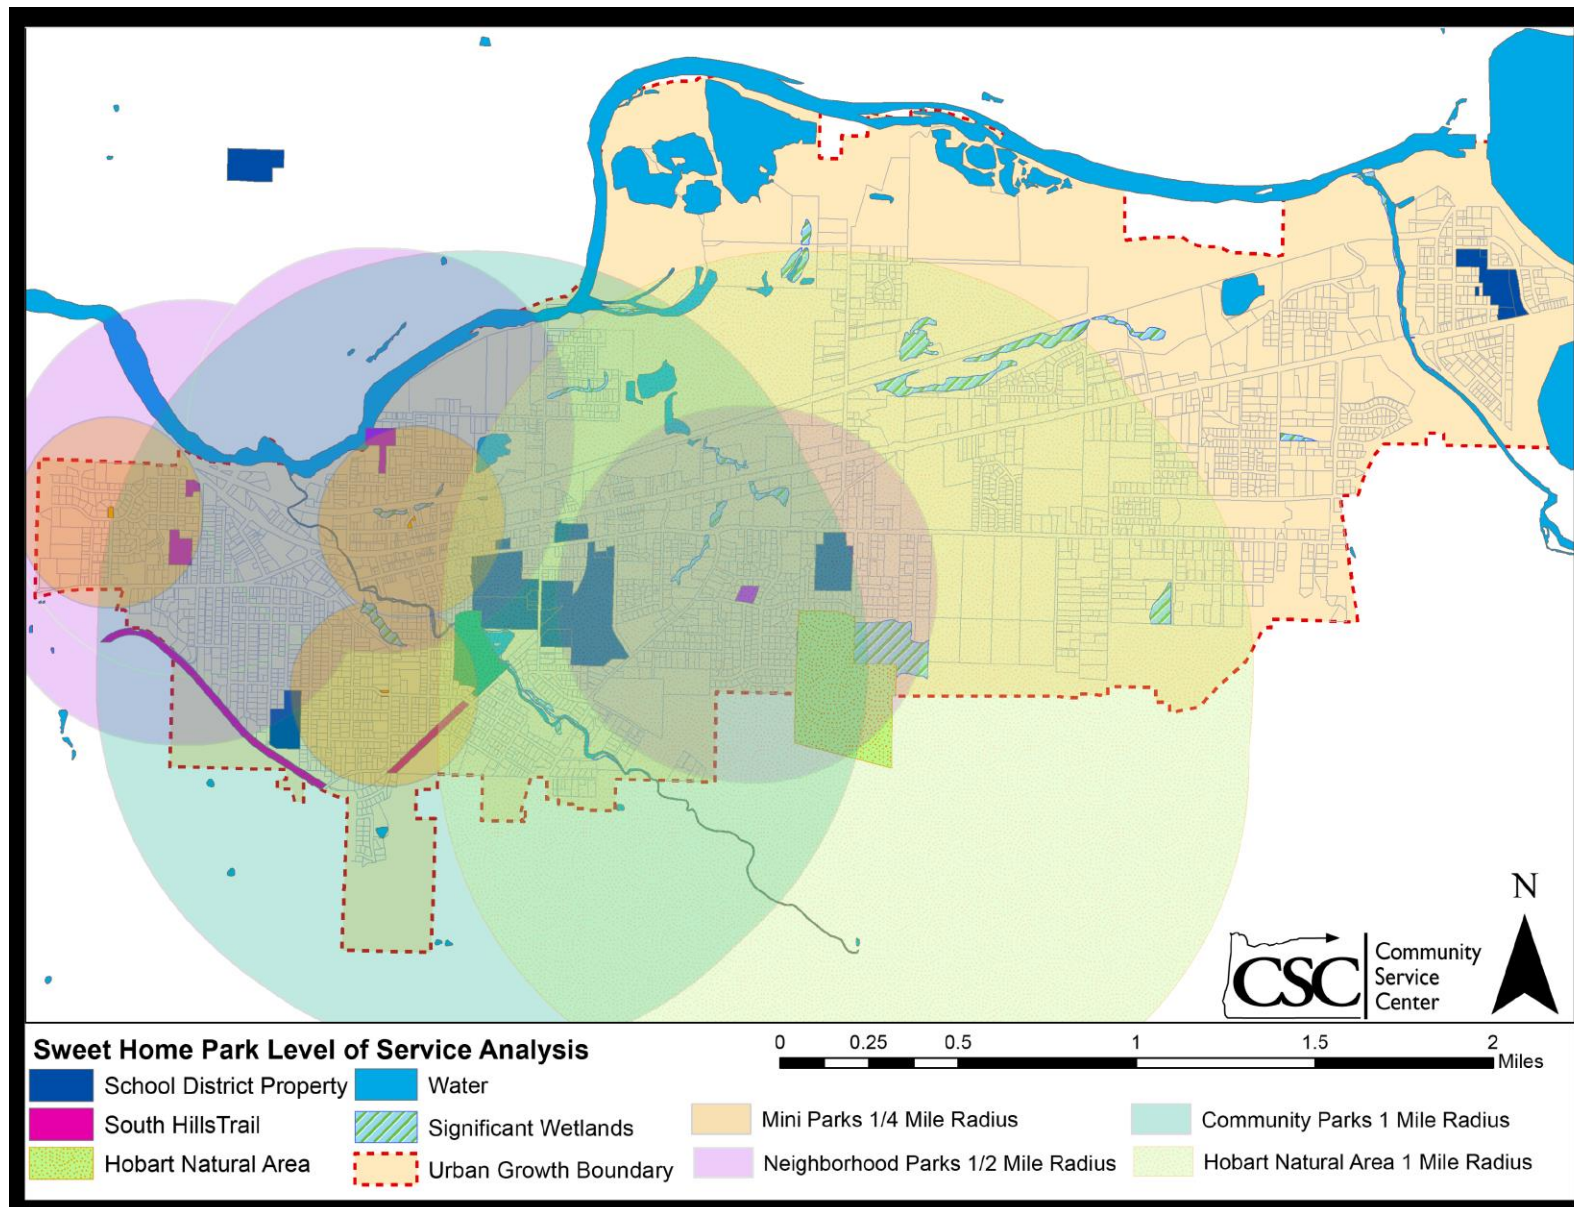 N
CSC
Community
Service
Center
Sweet Home Park Level of Service Analysis
0 0.25 0.5 1 1.5 2
Miles
School District Property
Water
South HillsTrail
Significant Wetlands
Mini Parks 1/4 Mile Radius
Community Parks 1 Mile Radius
Hobart Natural Area
Urban Growth Boundary
Neighborhood Parks 1/2 Mile Radius
Hobart Natural Area 1 Mile Radius